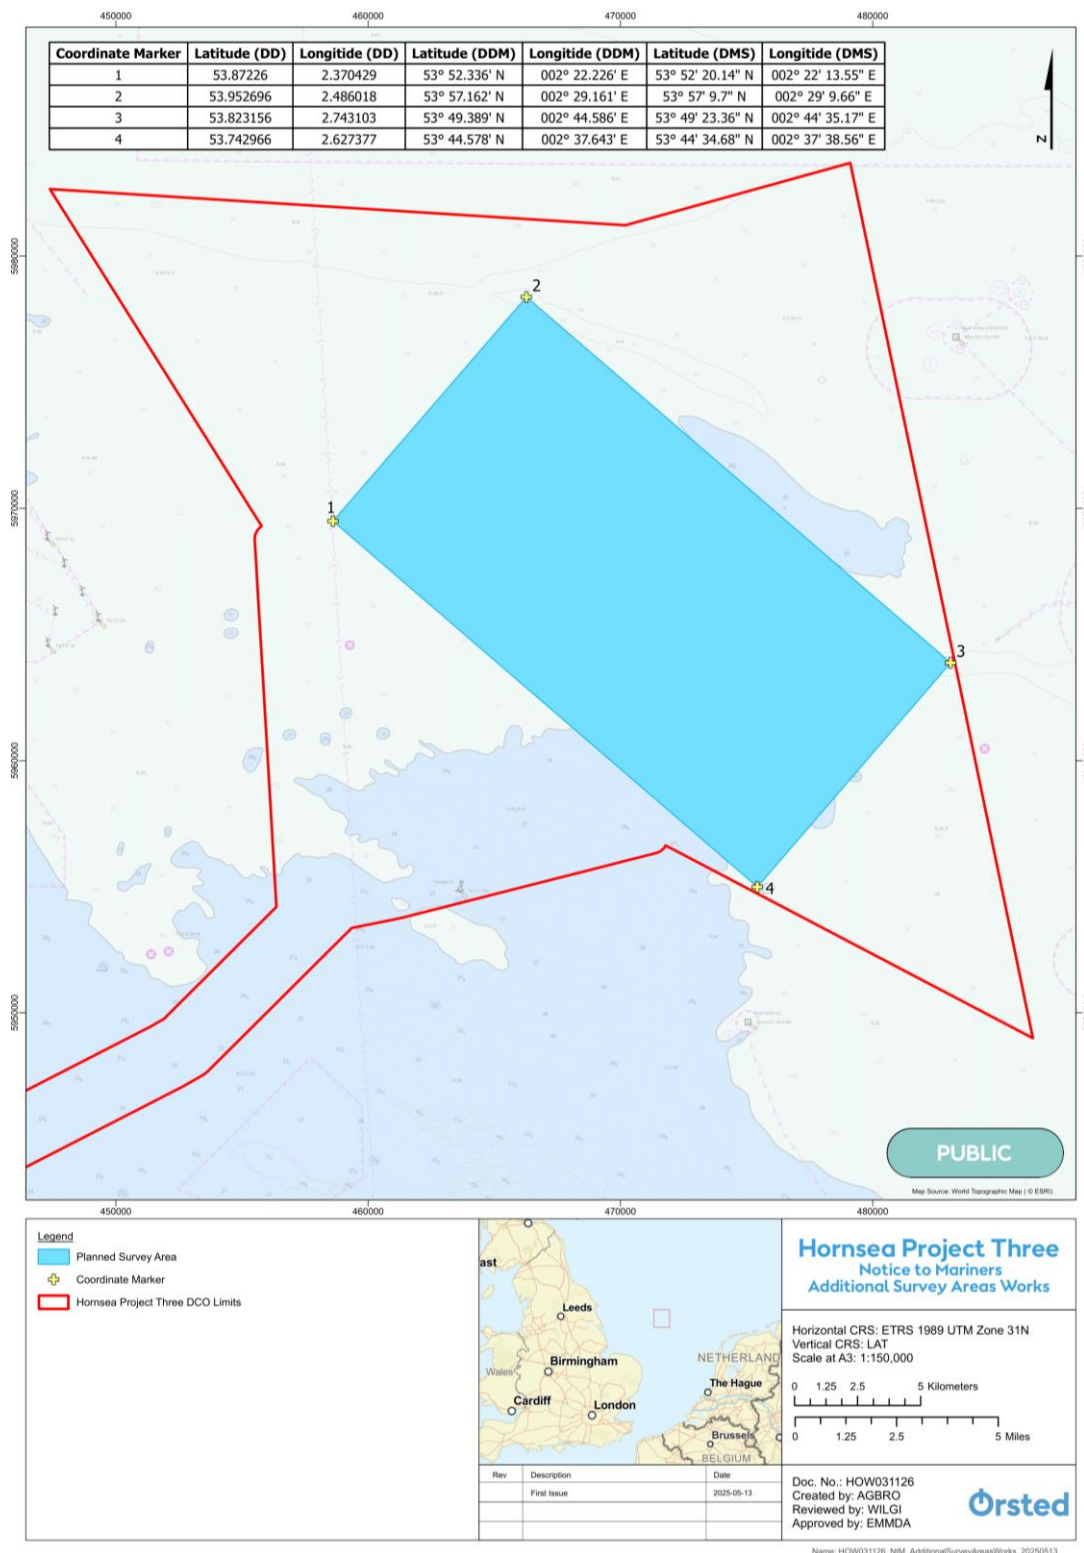 450000 460000 470000 480000
Coordinate Marker Latitude (DD) Longitide (DD) Latitude (DDM) Longitide (DDM) Latitude (DMS) Longitide (DMS)
1 53.87226 2.370429 53° 52.336' N 002° 22.226' E 53° 52' 20.14" N 002° 22' 13.55" E
2 53.952696 2.486018 53° 57.162' N 002° 29.161' E 53° 57' 9.7" N 002° 29' 9.66" E
3 53.823156 2.743103 53° 49.389' N 002° 44.586' E 53° 49' 23.36" N 002° 44' 35.17" E
4 53.742966 2.627377 53° 44.578' N 002° 37.643' E 53° 44' 34.68" N 002° 37' 38.56" E
N
5980000
2
5970000
1
3
5960000
4
5950000
PUBLIC
Map Source: World Topographic Map ( © ESRI)
450000 460000 470000 480000
Legend
Planned Survey Area
Coordinate Marker
Hornsea Project Three DCO Limits
ast
Leeds
Birmingham
Wales
Cardiff
London
NETHERLAND
The Hague
Brussels
BELGIUM
Rev Description Date
First Issue 2025-05-13
Hornsea Project Three
Notice to Mariners
Additional Survey Areas Works
Horizontal CRS: ETRS 1989 UTM Zone 31N
Vertical CRS: LAT
Scale at A3: 1:150,000
0 1.25 2.5 5 Kilometers
0 1.25 2.5 5 Miles
Doc. No.: HOW031126
Created by: AGBRO
Reviewed by: WILGI
Approved by: EMMDA
Orsted
Name: HOW031126_NtM_AdditionalSurveyAreasWorks_20250513